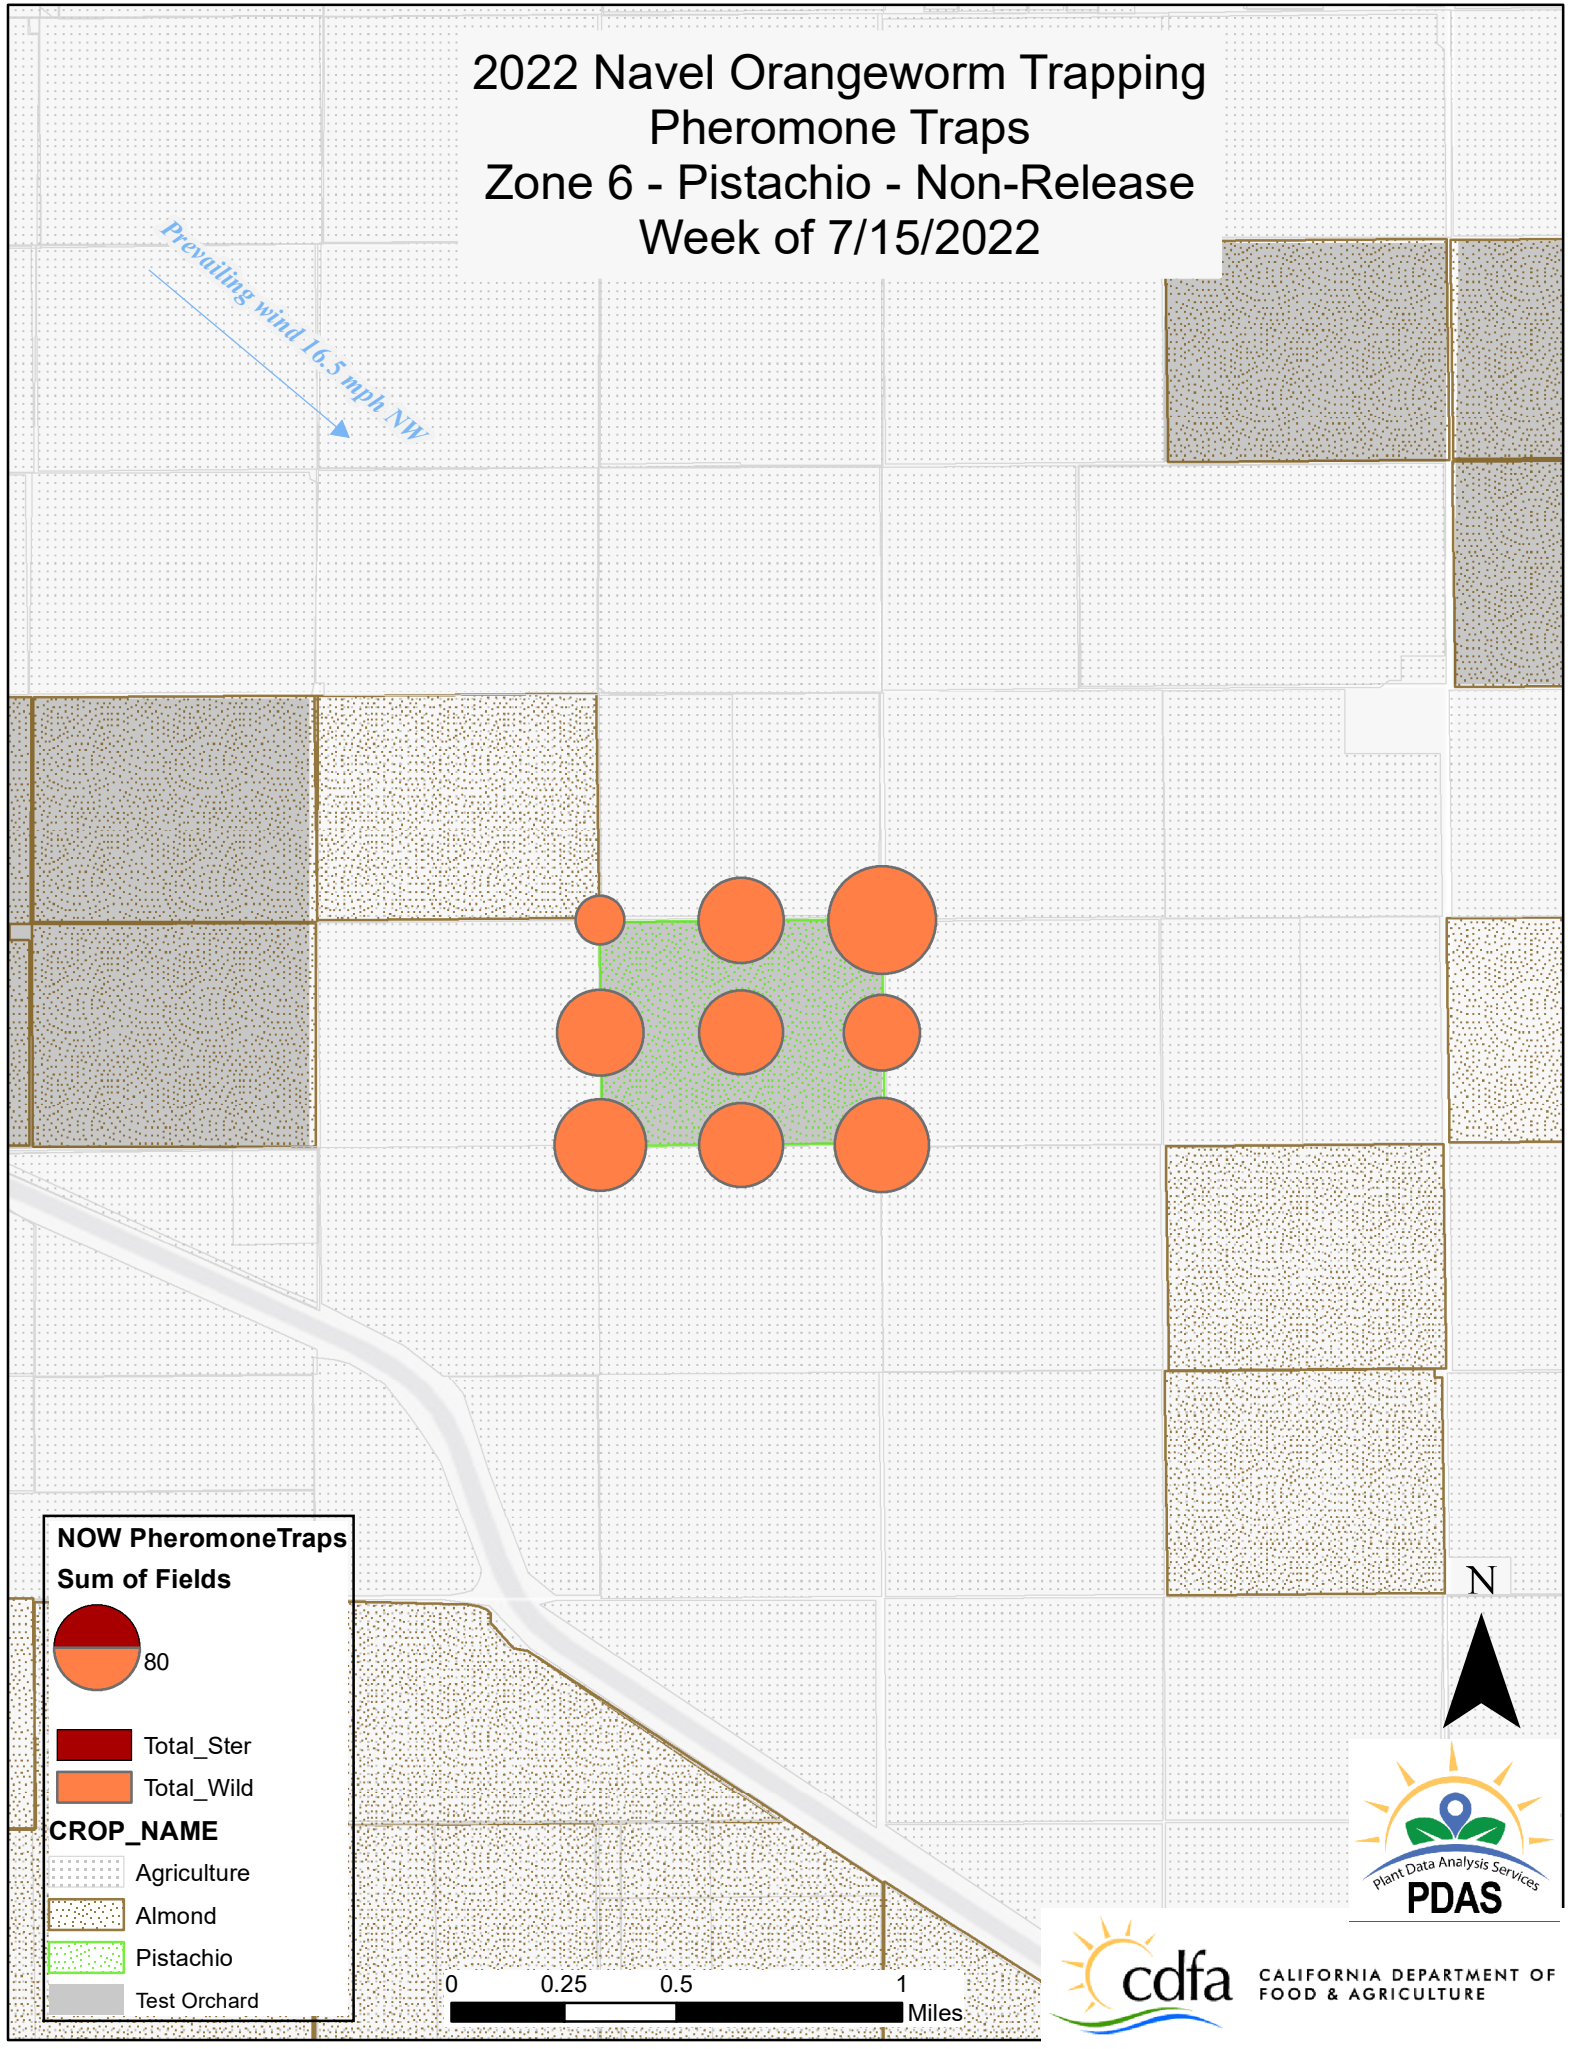 2022 Navel Orangeworm Trapping
Pheromone Traps
Zone 6 - Pistachio - Non-Release
Week of 7/15/2022
Prevailing wind 16.5 mph NW
NOW PheromoneTraps
Sum of Fields
80
Total_Ster
Total_Wild
CROP_NAME
Agriculture
Almond
Pistachio
Test Orchard
0 0.25 0.5 1
Miles
N
Plant Data Analysis Services
PDAS
cdfa
CALIFORNIA DEPARTMENT OF
FOOD & AGRICULTURE